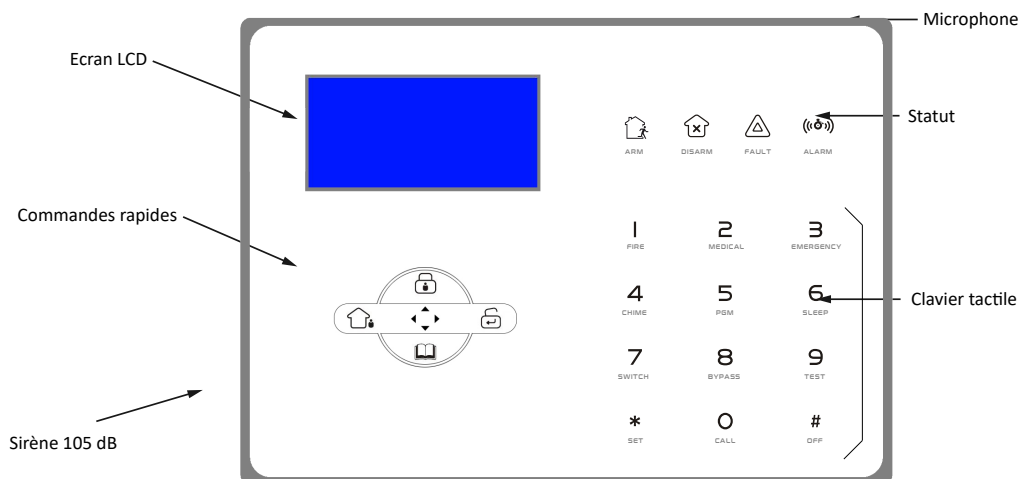 Microphone
Ecran LCD
Statut
ARM DISARM FAULT ALARM
Commandes rapides
1 2 3
FIRE MEDICAL EMERGENCY
4 5 6
CHIME PGM SLEEP
Clavier tactile
7 8 9
SWITCH BYPASS TEST
* 0 #
SET CALL OFF
Sirène 105 dB